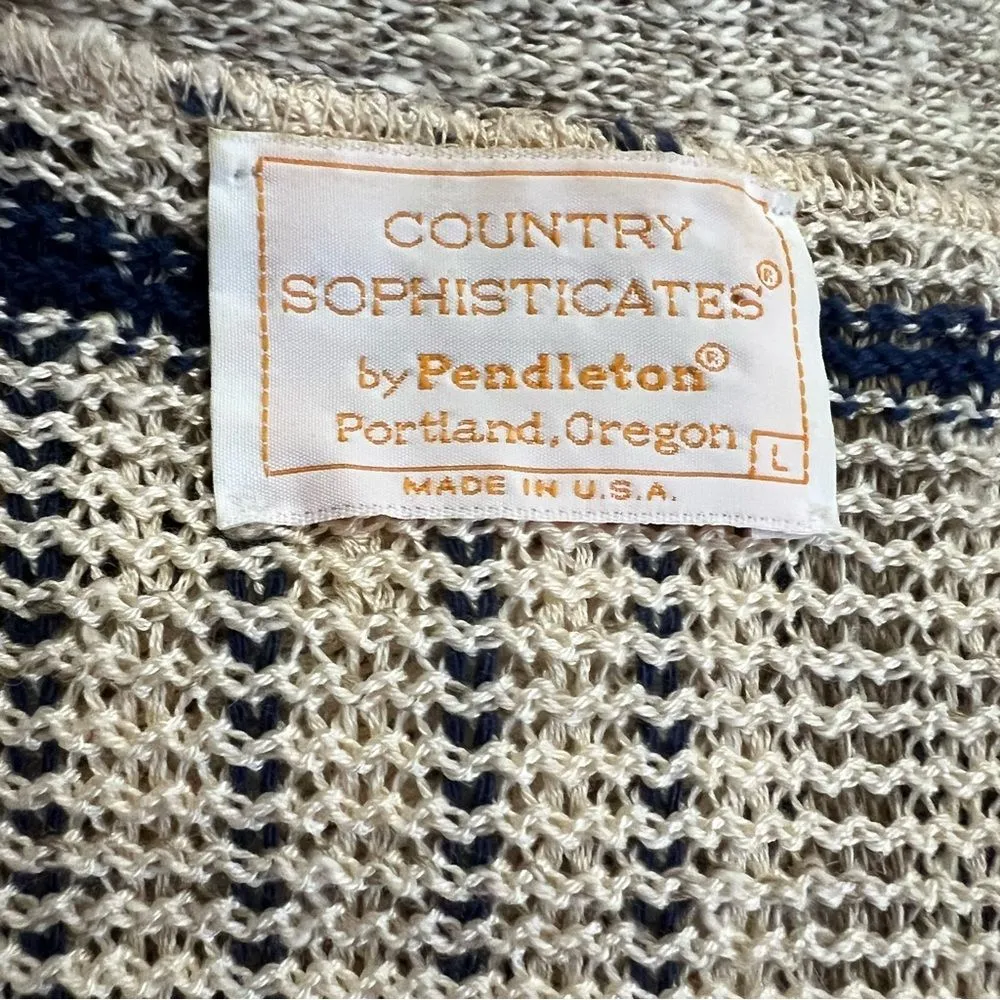 COUNTRY
SOPHISTICATES®
by Pendleton®
Portland, Oregon
L
MADE IN U.S.A.